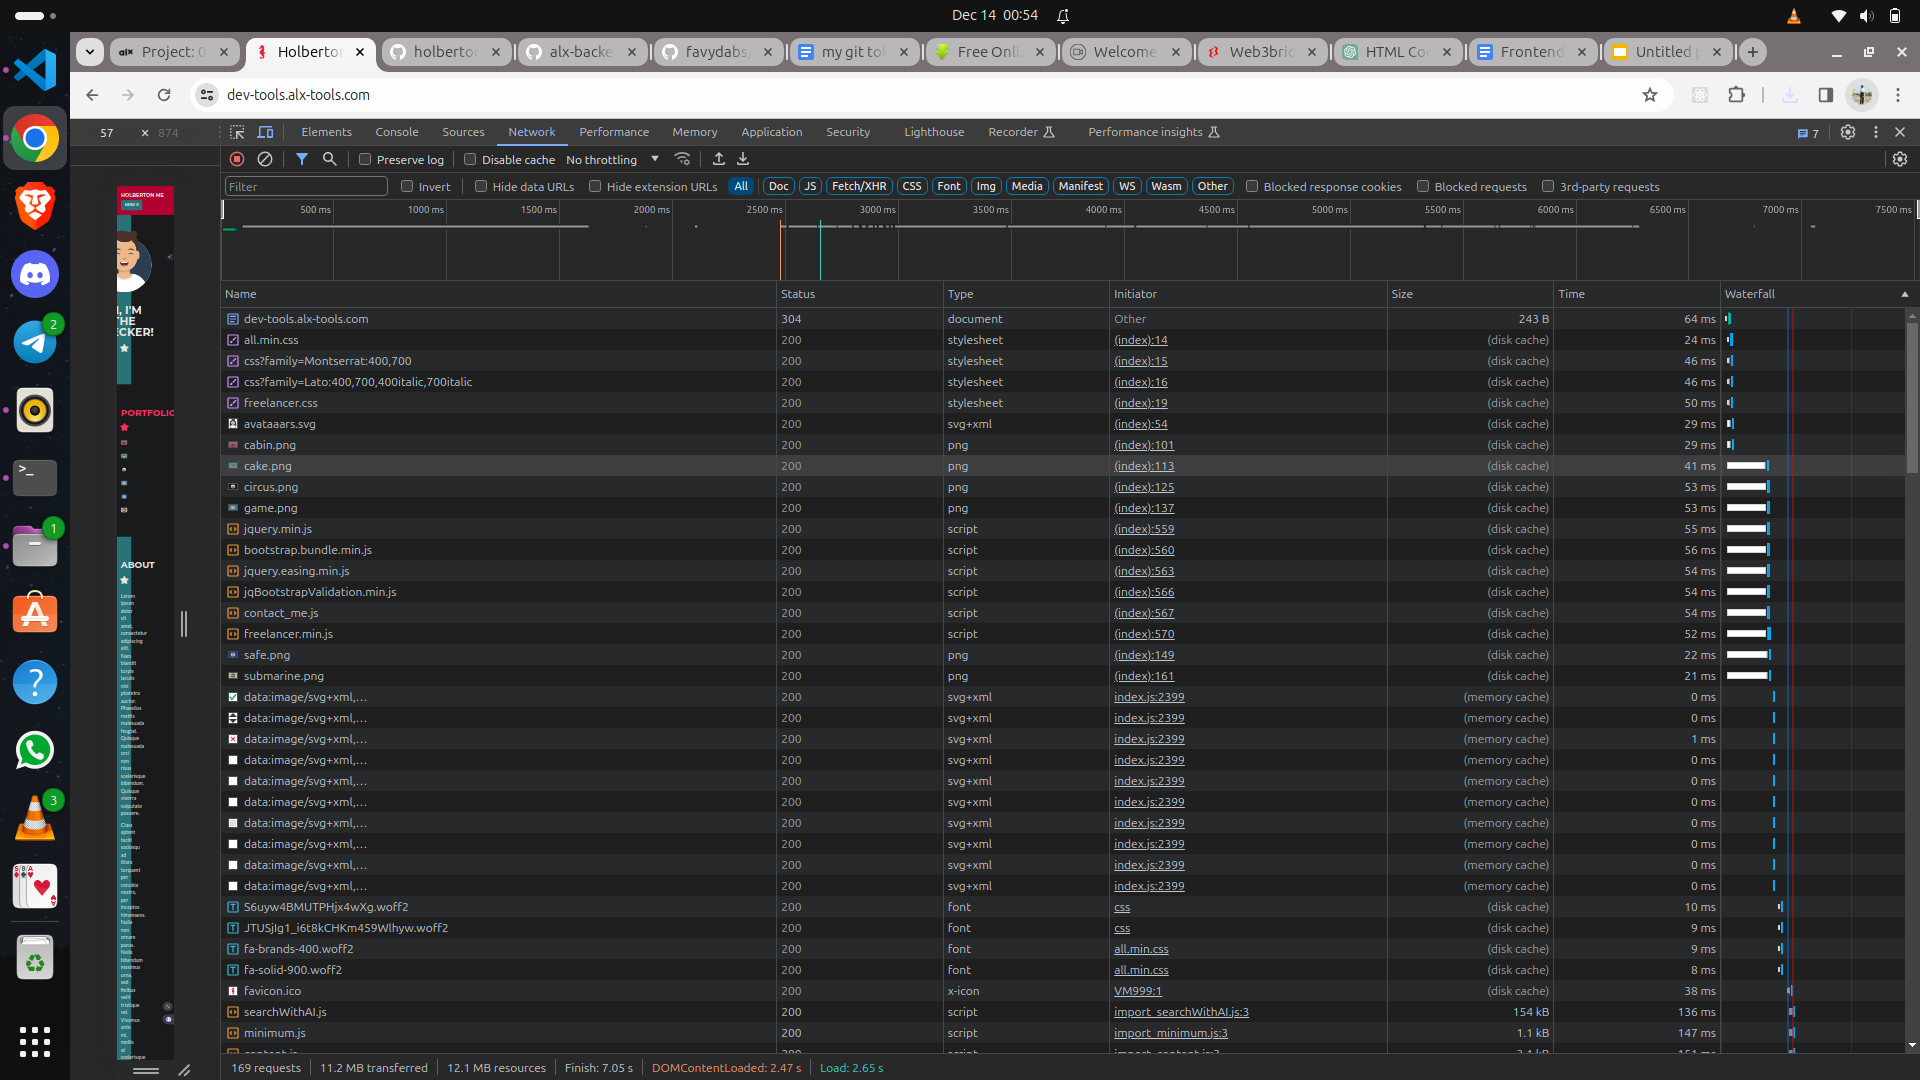 Dec 14 00:54
Project: 0
Holberton
holberton
alx-backe
favydabs
my git tok
Free Onli
Welcome
Web3bri
HTML Co
Frontend
Untitled p
dev-tools.alx-tools.com
57 × 874
Elements Console Sources Network Performance Memory Application Security Lighthouse Recorder Performance insights 7
Preserve log Disable cache No throttling
Filter Invert Hide data URLs Hide extension URLs All Doc JS Fetch/XHR CSS Font Img Media Manifest WS Wasm Other Blocked response cookies Blocked requests 3rd-party requests
500 ms 1000 ms 1500 ms 2000 ms 2500 ms 3000 ms 3500 ms 4000 ms 4500 ms 5000 ms 5500 ms 6000 ms 6500 ms 7000 ms 7500 ms
Name Status Type Initiator Size Time Waterfall
dev-tools.alx-tools.com 304 document Other 243 B 64 ms
all.min.css 200 stylesheet (index):14 (disk cache) 24 ms
css?family=Montserrat:400,700 200 stylesheet (index):15 (disk cache) 46 ms
css?family=Lato:400,700,400italic,700italic 200 stylesheet (index):16 (disk cache) 46 ms
freelancer.css 200 stylesheet (index):19 (disk cache) 50 ms
avataaars.svg 200 svg+xml (index):54 (disk cache) 29 ms
cabin.png 200 png (index):101 (disk cache) 29 ms
cake.png 200 png (index):113 (disk cache) 41 ms
circus.png 200 png (index):125 (disk cache) 53 ms
game.png 200 png (index):137 (disk cache) 53 ms
jquery.min.js 200 script (index):559 (disk cache) 55 ms
bootstrap.bundle.min.js 200 script (index):560 (disk cache) 56 ms
jquery.easing.min.js 200 script (index):563 (disk cache) 54 ms
jqBootstrapValidation.min.js 200 script (index):566 (disk cache) 54 ms
contact_me.js 200 script (index):567 (disk cache) 54 ms
freelancer.min.js 200 script (index):570 (disk cache) 52 ms
safe.png 200 png (index):149 (disk cache) 22 ms
submarine.png 200 png (index):161 (disk cache) 21 ms
data:image/svg+xml,… 200 svg+xml index.js:2399 (memory cache) 0 ms
data:image/svg+xml,… 200 svg+xml index.js:2399 (memory cache) 0 ms
data:image/svg+xml,… 200 svg+xml index.js:2399 (memory cache) 1 ms
data:image/svg+xml,… 200 svg+xml index.js:2399 (memory cache) 0 ms
data:image/svg+xml,… 200 svg+xml index.js:2399 (memory cache) 0 ms
data:image/svg+xml,… 200 svg+xml index.js:2399 (memory cache) 0 ms
data:image/svg+xml,… 200 svg+xml index.js:2399 (memory cache) 0 ms
data:image/svg+xml,… 200 svg+xml index.js:2399 (memory cache) 0 ms
data:image/svg+xml,… 200 svg+xml index.js:2399 (memory cache) 0 ms
data:image/svg+xml,… 200 svg+xml index.js:2399 (memory cache) 0 ms
S6uyw4BMUTPHjx4wXg.woff2 200 font css (disk cache) 10 ms
JTUSjIg1_i6t8kCHKm459Wlhyw.woff2 200 font css (disk cache) 9 ms
fa-brands-400.woff2 200 font all.min.css (disk cache) 9 ms
fa-solid-900.woff2 200 font all.min.css (disk cache) 8 ms
favicon.ico 200 x-icon VM999:1 (disk cache) 38 ms
searchWithAI.js 200 script import_searchWithAI.js:3 154 kB 136 ms
minimum.js 200 script import_minimum.js:3 1.1 kB 147 ms
169 requests 11.2 MB transferred 12.1 MB resources Finish: 7.05 s DOMContentLoaded: 2.47 s Load: 2.65 s
HOLBERTON ME
I, I'M
THE
ECKER!
PORTFOLIO
ABOUT
Lorem
ipsum
dolor
sit
amet,
consectetur
adipiscing
elit.
Nam
blandit
2
1
3